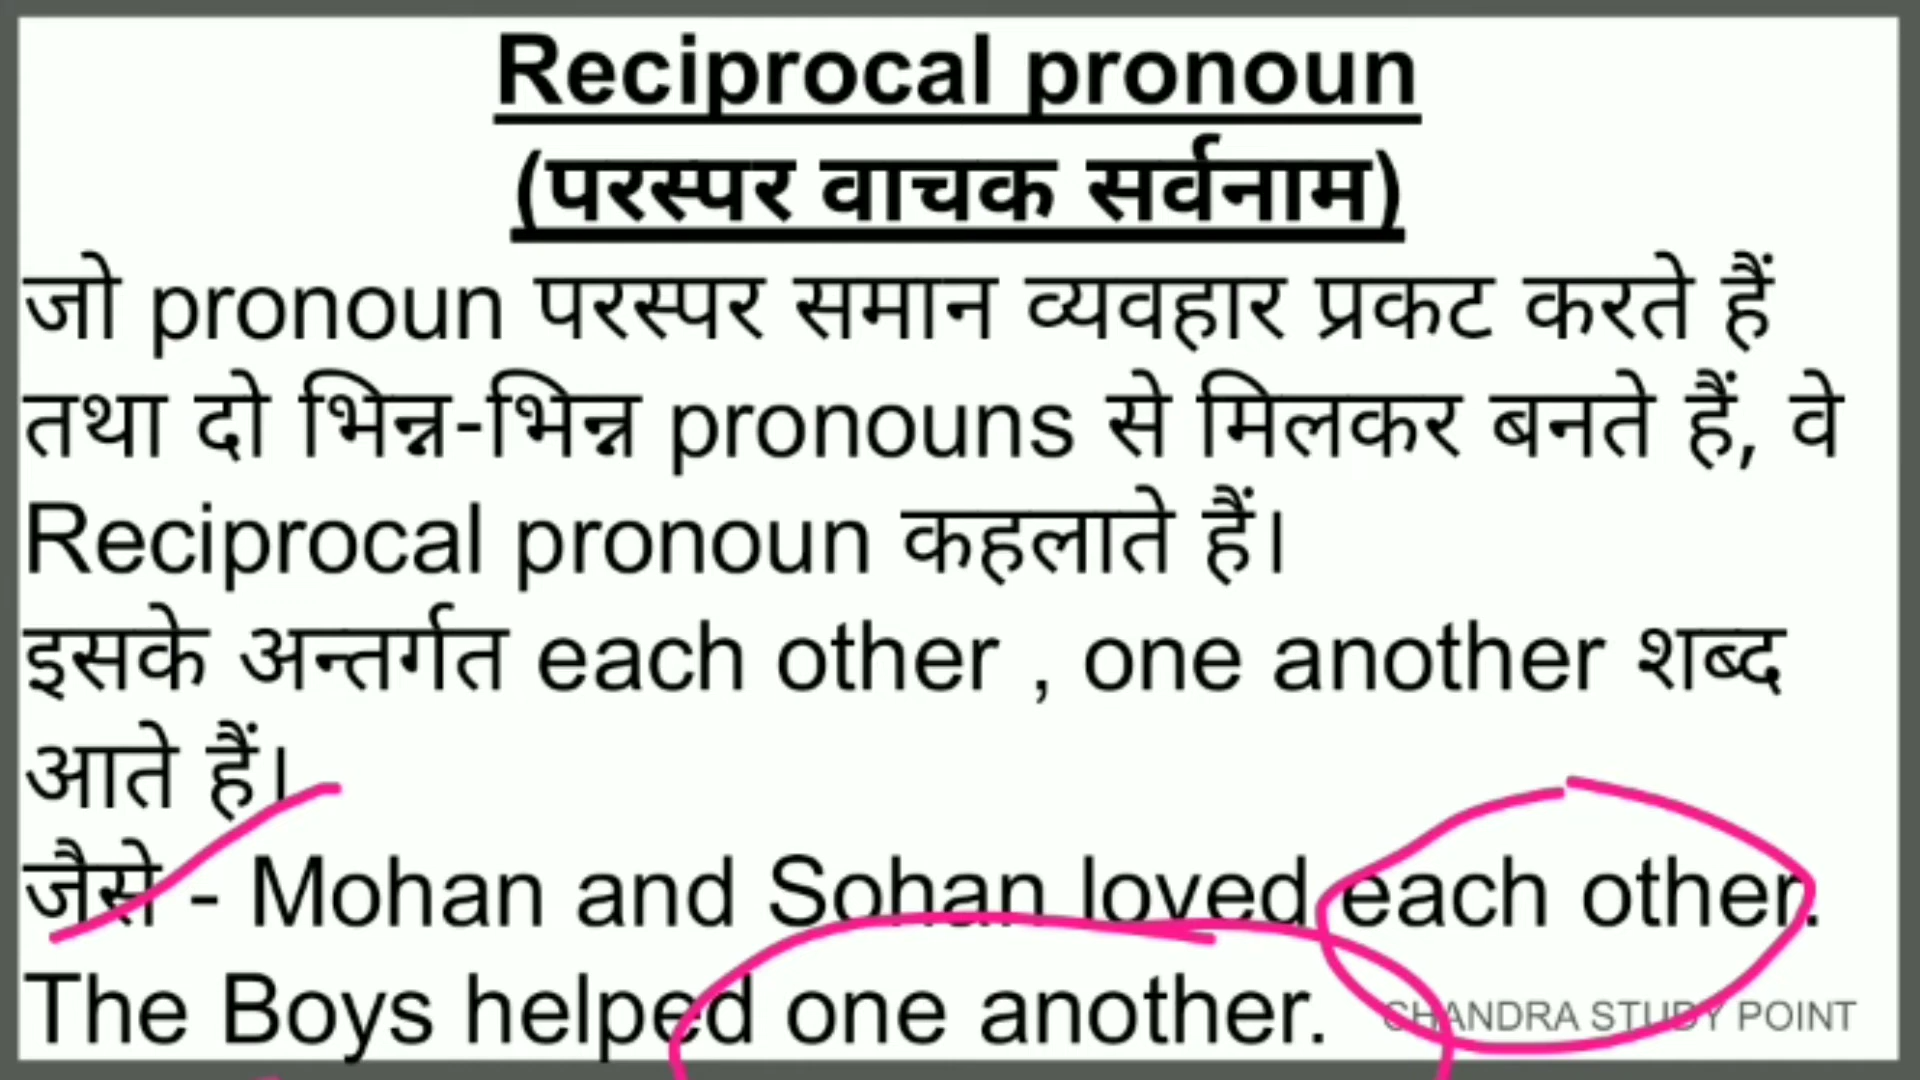 Reciprocal pronoun
(परस्पर वाचक सर्वनाम)
जो pronoun परस्पर समान व्यवहार प्रकट करते हैं
तथा दो भिन्न-भिन्न pronouns से मिलकर बनते हैं, वे
Reciprocal pronoun कहलाते हैं।
इसके अन्तर्गत each other , one another शब्द
आते हैं।
जैसे - Mohan and Sohan loved each other.
The Boys helped one another.
CHANDRA STUDY POINT